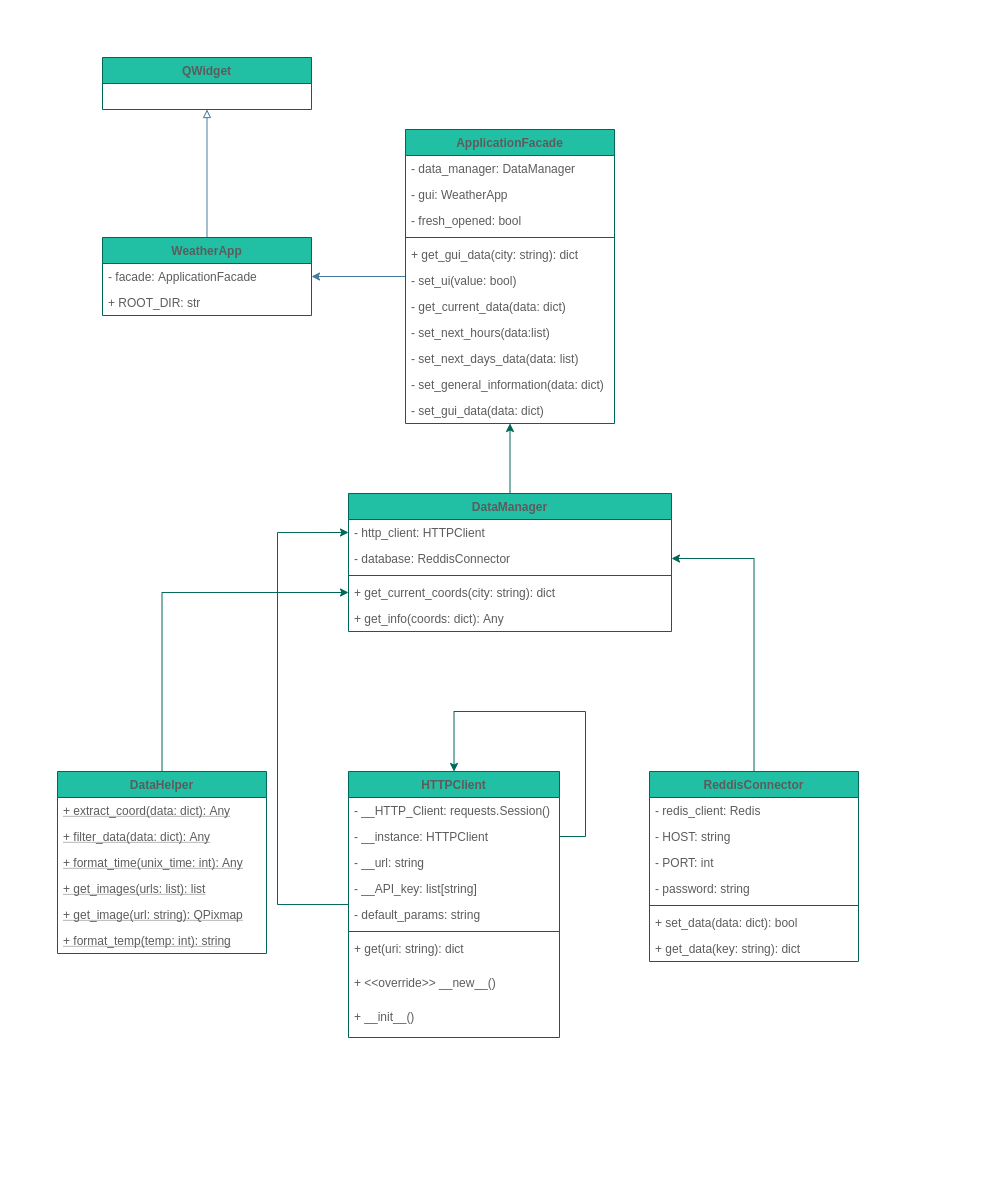 QWidget
ApplicationFacade
- data_manager: DataManager
- gui: WeatherApp
- fresh_opened: bool
+ get_gui_data(city: string): dict
- set_ui(value: bool)
- get_current_data(data: dict)
- set_next_hours(data:list)
- set_next_days_data(data: list)
- set_general_information(data: dict)
- set_gui_data(data: dict)
WeatherApp
- facade: ApplicationFacade
+ ROOT_DIR: str
DataManager
- http_client: HTTPClient
- database: ReddisConnector
+ get_current_coords(city: string): dict
+ get_info(coords: dict): Any
DataHelper
+ extract_coord(data: dict): Any
+ filter_data(data: dict): Any
+ format_time(unix_time: int): Any
+ get_images(urls: list): list
+ get_image(url: string): QPixmap
+ format_temp(temp: int): string
HTTPClient
- __HTTP_Client: requests.Session()
- __instance: HTTPClient
- __url: string
- __API_key: list[string]
- default_params: string
+ get(uri: string): dict
+ <<override>> __new__()
+ __init__()
ReddisConnector
- redis_client: Redis
- HOST: string
- PORT: int
- password: string
+ set_data(data: dict): bool
+ get_data(key: string): dict